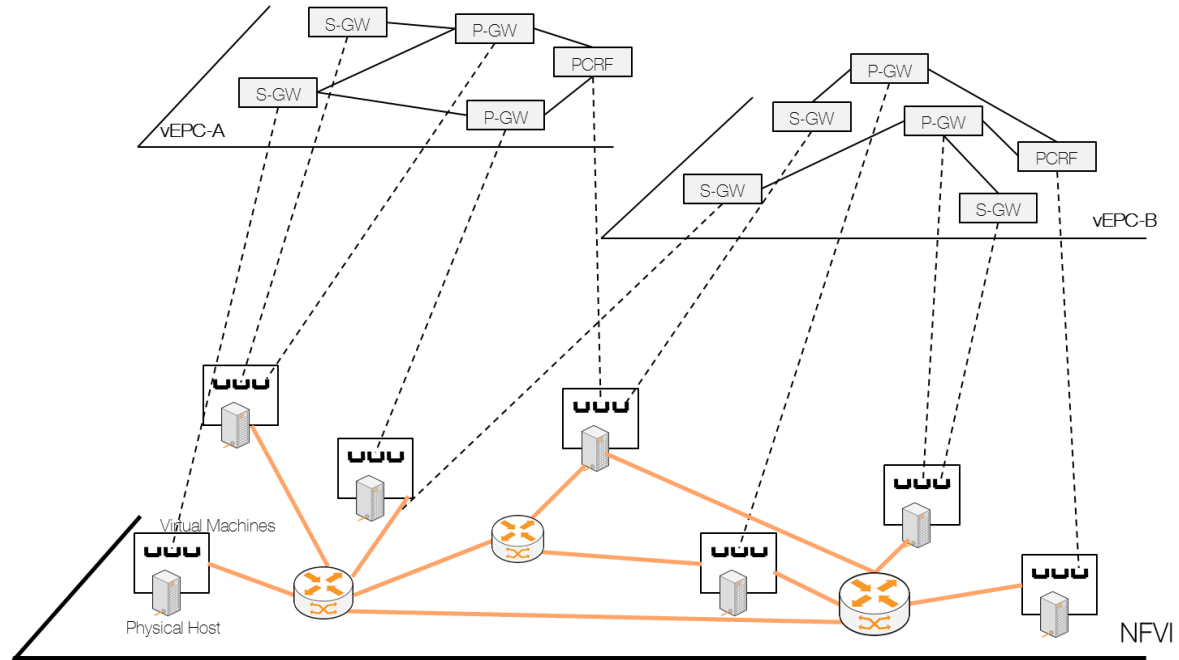 S-GW
P-GW
PCRF
S-GW
P-GW
vEPC-A
P-GW
S-GW
P-GW
PCRF
S-GW
S-GW
vEPC-B
Virtual Machines
Physical Host
NFVI